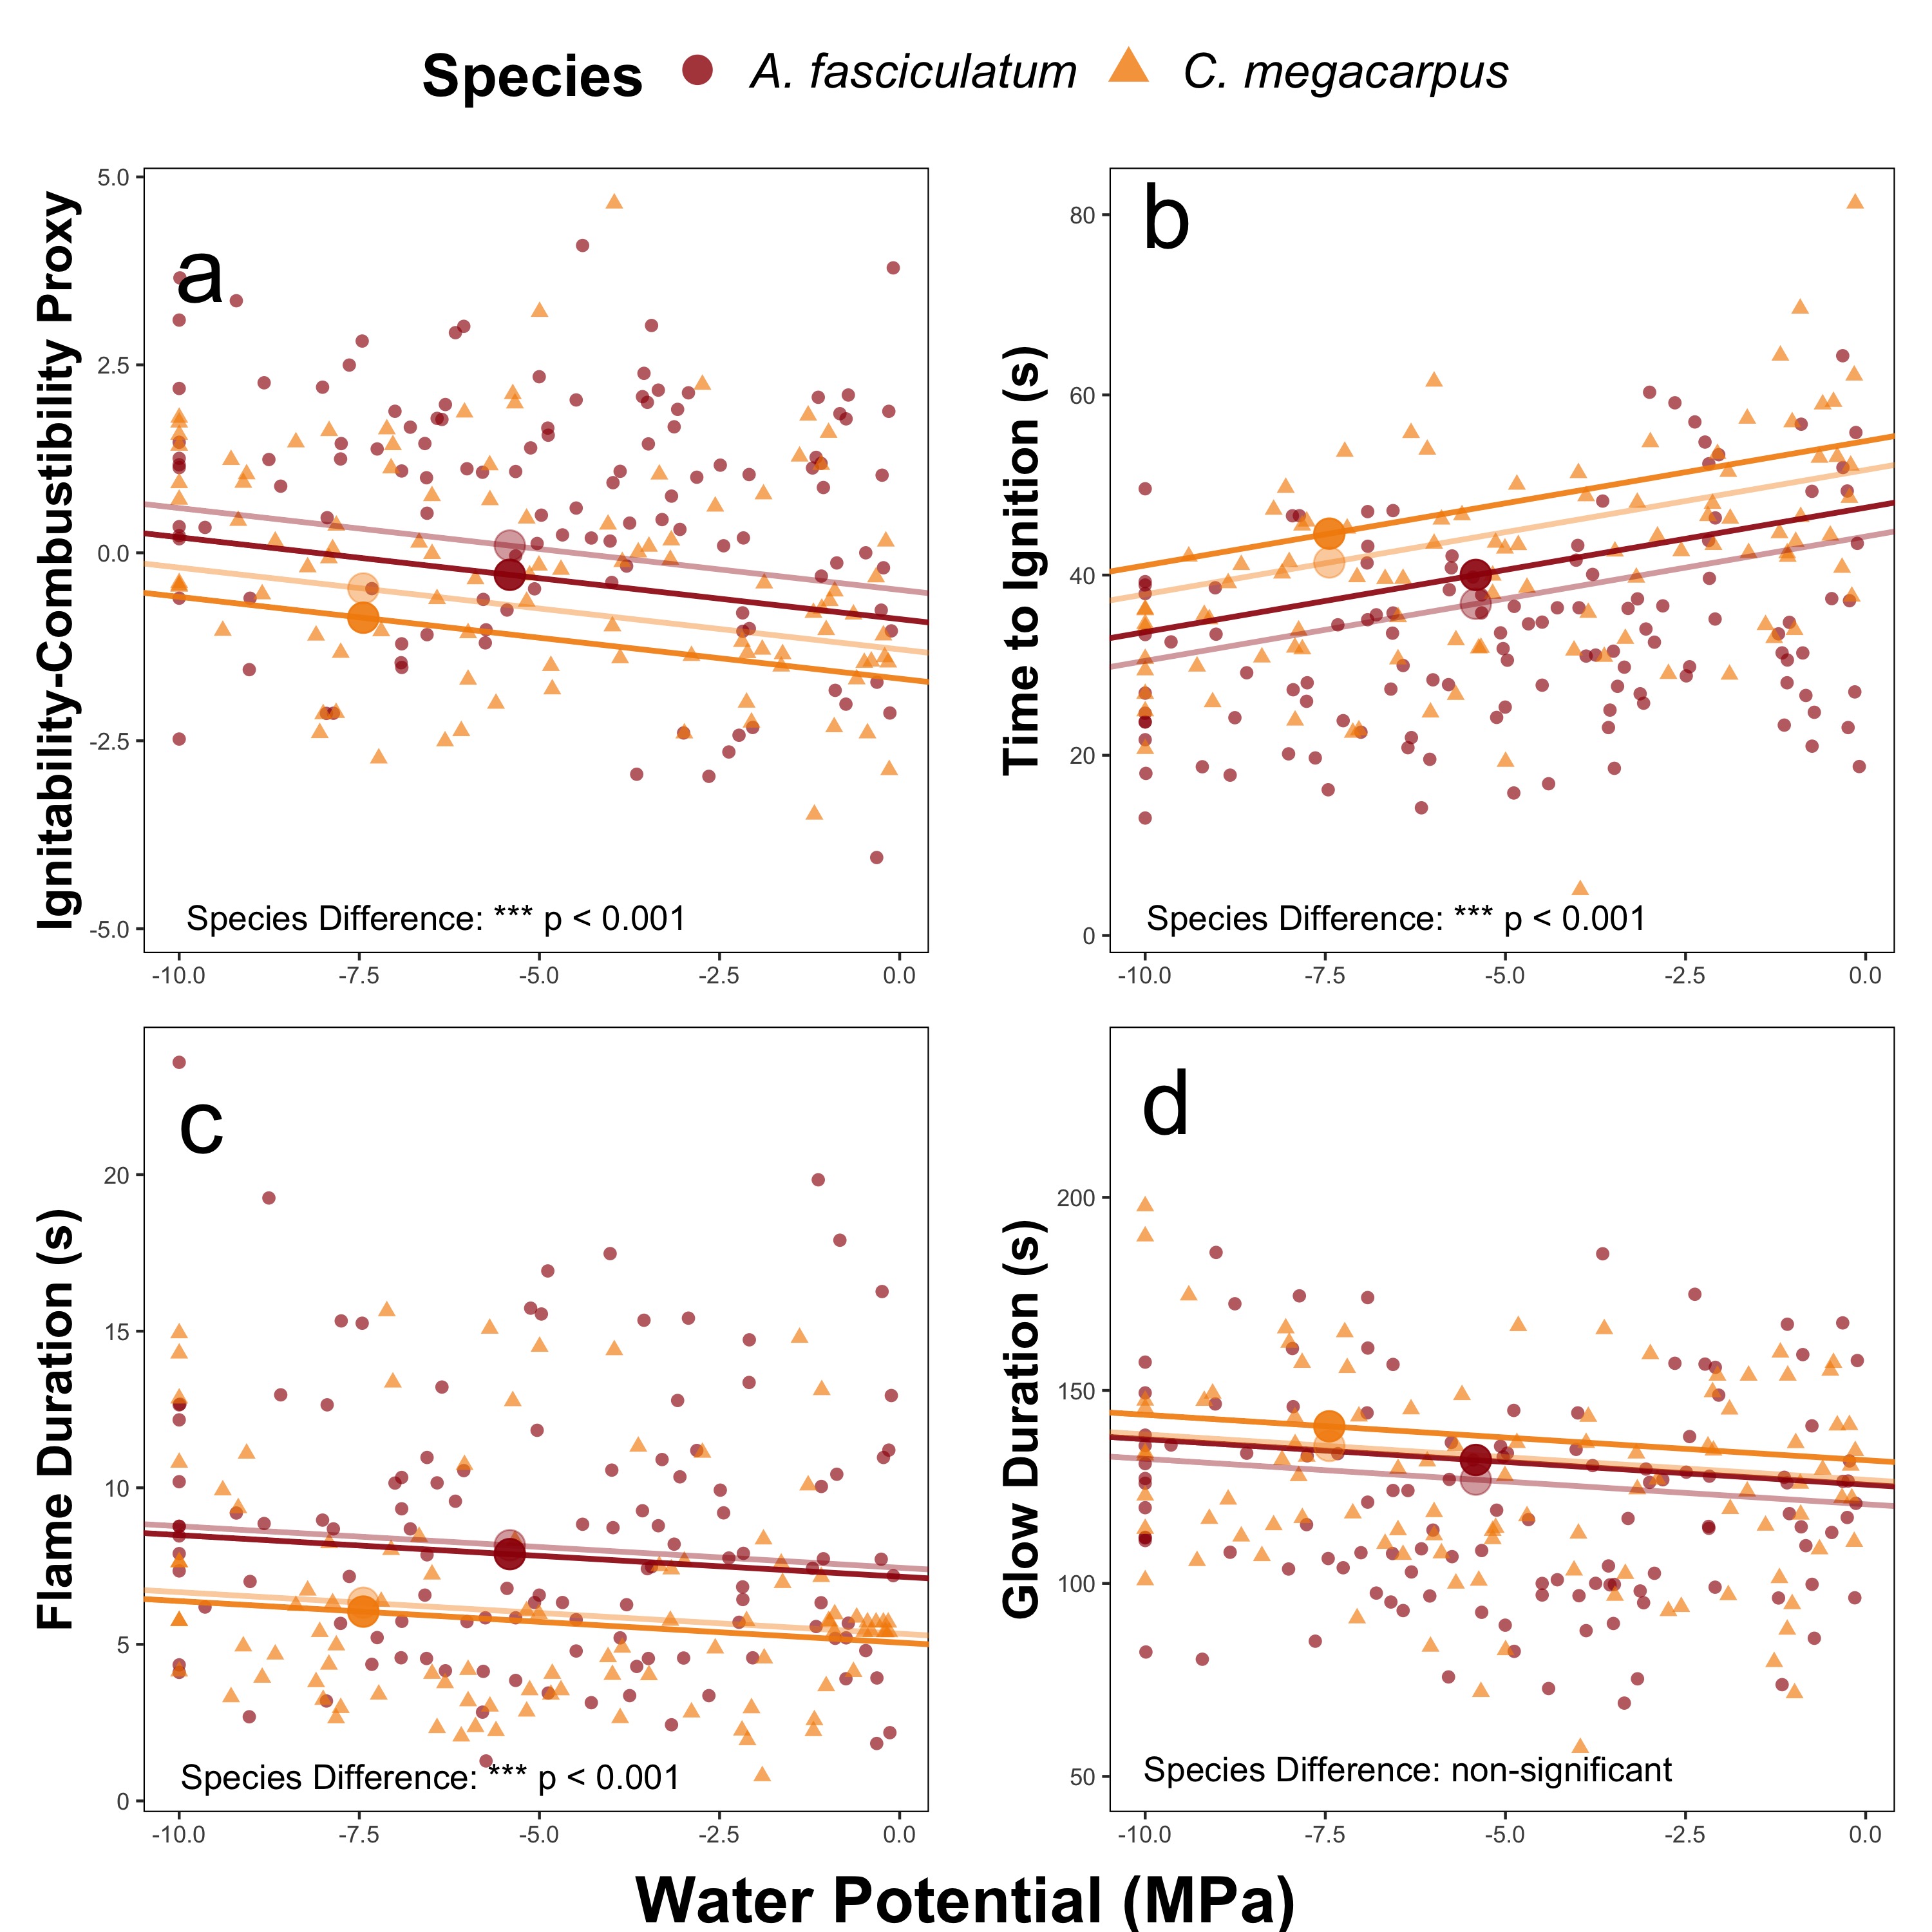 Species A. fasciculatum C. megacarpus
a
Ignitability-Combustibility Proxy
5.0
2.5
0.0
-2.5
-5.0
Species Difference: *** p < 0.001
-10.0 -7.5 -5.0 -2.5 0.0
b
Time to Ignition (s)
80
60
40
20
0
Species Difference: *** p < 0.001
-10.0 -7.5 -5.0 -2.5 0.0
c
Flame Duration (s)
20
15
10
5
0
Species Difference: *** p < 0.001
-10.0 -7.5 -5.0 -2.5 0.0
d
Glow Duration (s)
200
150
100
50
Species Difference: non-significant
-10.0 -7.5 -5.0 -2.5 0.0
Water Potential (MPa)